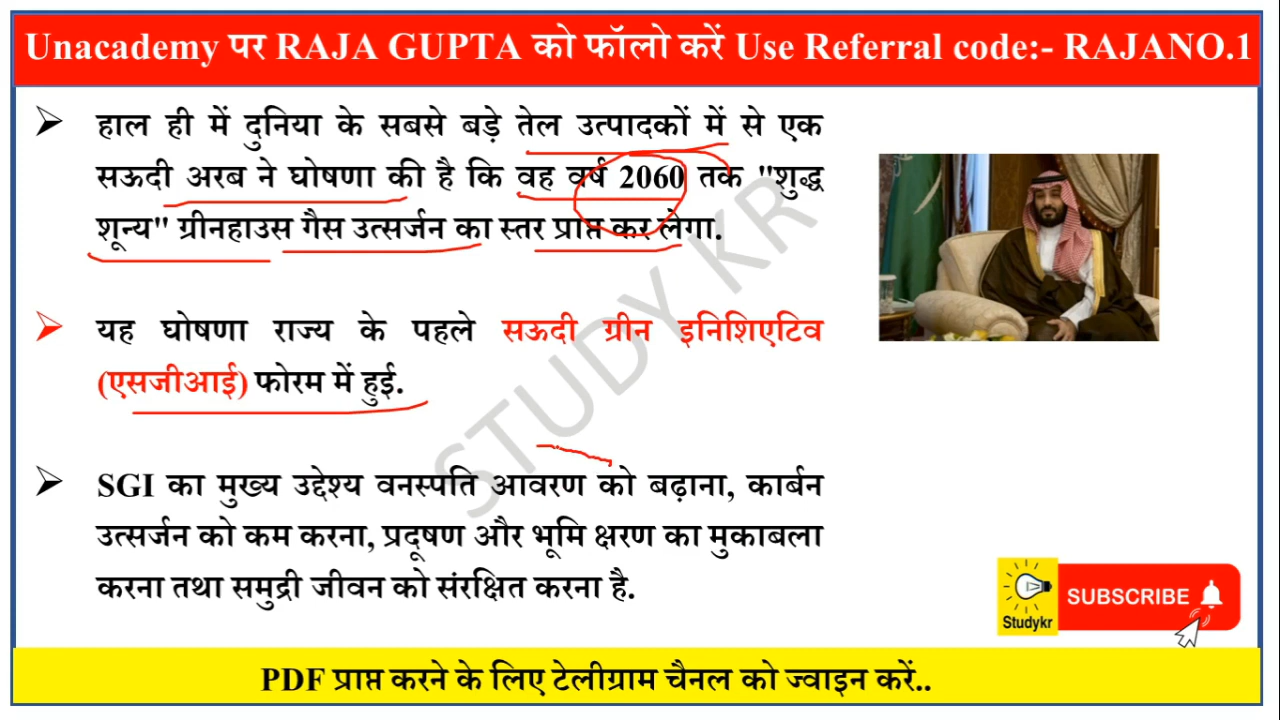 Unacademy पर RAJA GUPTA को फॉलो करें Use Referral code:- RAJANO.1
हाल ही में दुनिया के सबसे बड़े तेल उत्पादकों में से एक
सऊदी अरब ने घोषणा की है कि वह वर्ष 2060 तक "शुद्ध
शून्य" ग्रीनहाउस गैस उत्सर्जन का स्तर प्राप्त कर लेगा.
यह घोषणा राज्य के पहले सऊदी ग्रीन इनिशिएटिव
(एसजीआई) फोरम में हुई.
SGI का मुख्य उद्देश्य वनस्पति आवरण को बढ़ाना, कार्बन
उत्सर्जन को कम करना, प्रदूषण और भूमि क्षरण का मुकाबला
करना तथा समुद्री जीवन को संरक्षित करना है.
STUDY KR
Studykr
SUBSCRIBE
PDF प्राप्त करने के लिए टेलीग्राम चैनल को ज्वाइन करें..